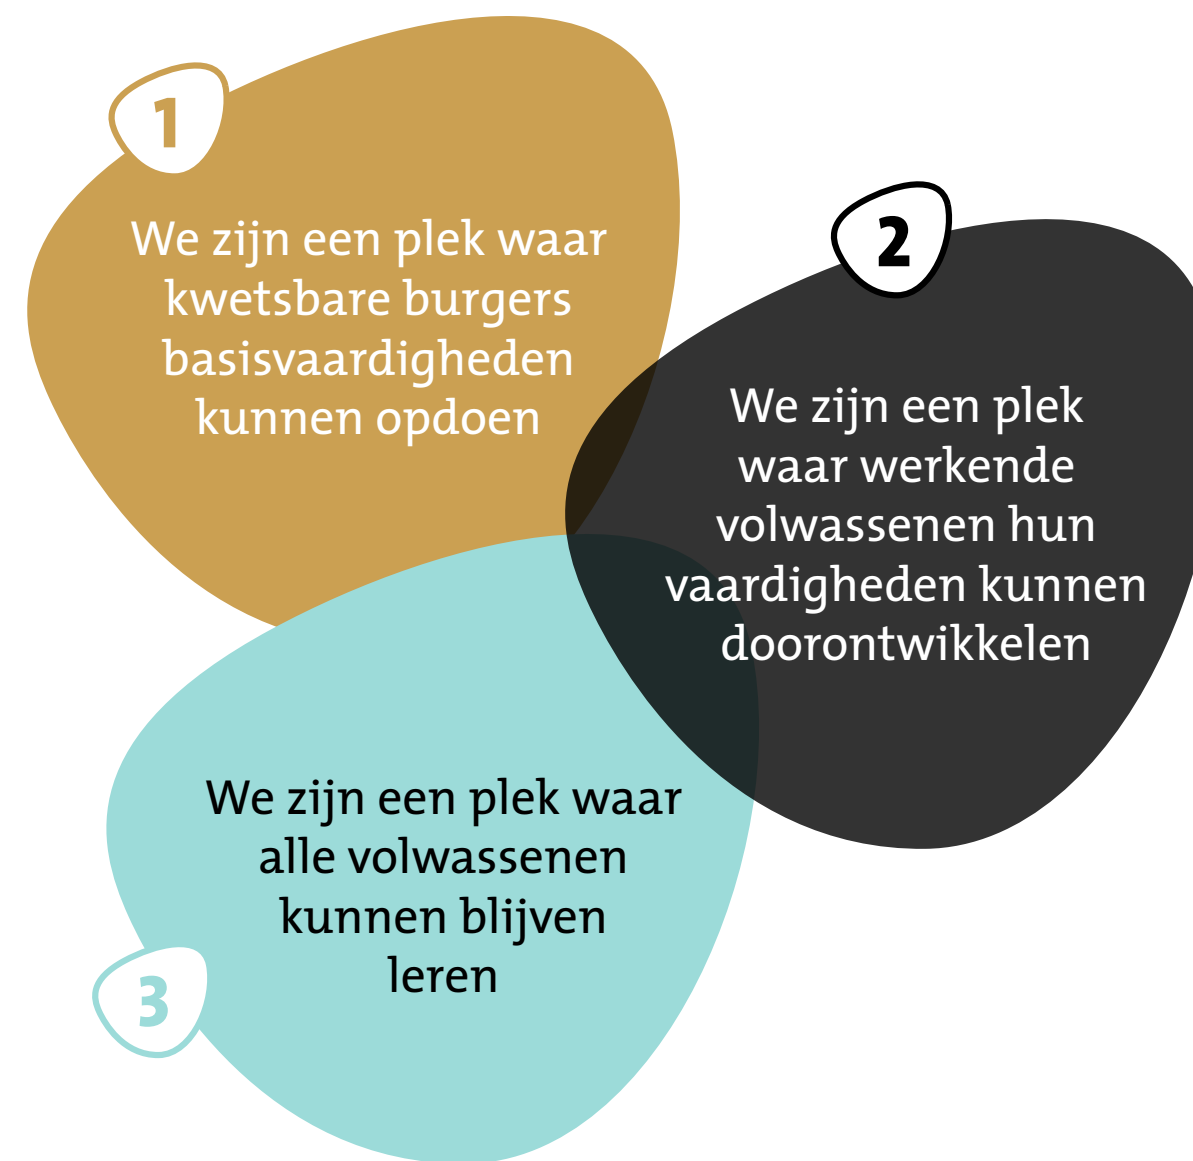 1
We zijn een plek waar
kwetsbare burgers
basisvaardigheden
kunnen opdoen
2
We zijn een plek
waar werkende
volwassenen hun
vaardigheden kunnen
doorontwikkelen
We zijn een plek waar
alle volwassenen
kunnen blijven
leren
3